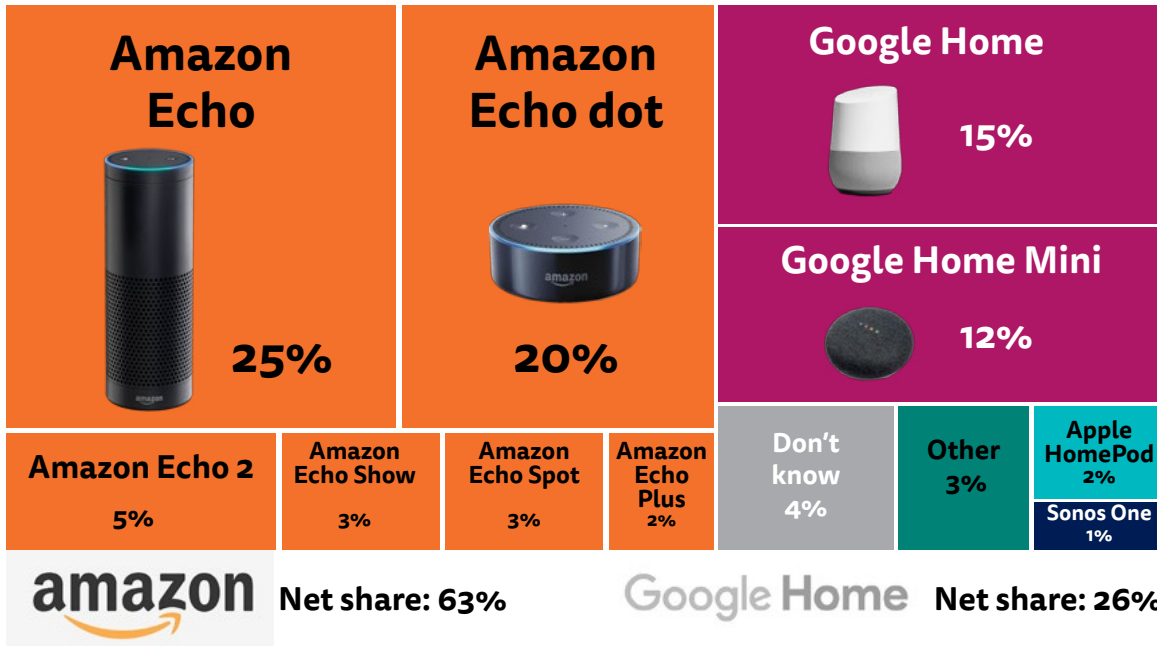 Amazon
Echo
25%
amazon
Amazon
Echo dot
amazon
20%
Google Home
15%
Google Home Mini
12%
Amazon Echo 2
5%
Amazon
Echo Show
3%
Amazon
Echo Spot
3%
Amazon
Echo
Plus
2%
Don't
know
4%
Other
3%
Apple
HomePod
2%
Sonos One
1%
amazon
Net share: 63%
Google Home
Net share: 26%